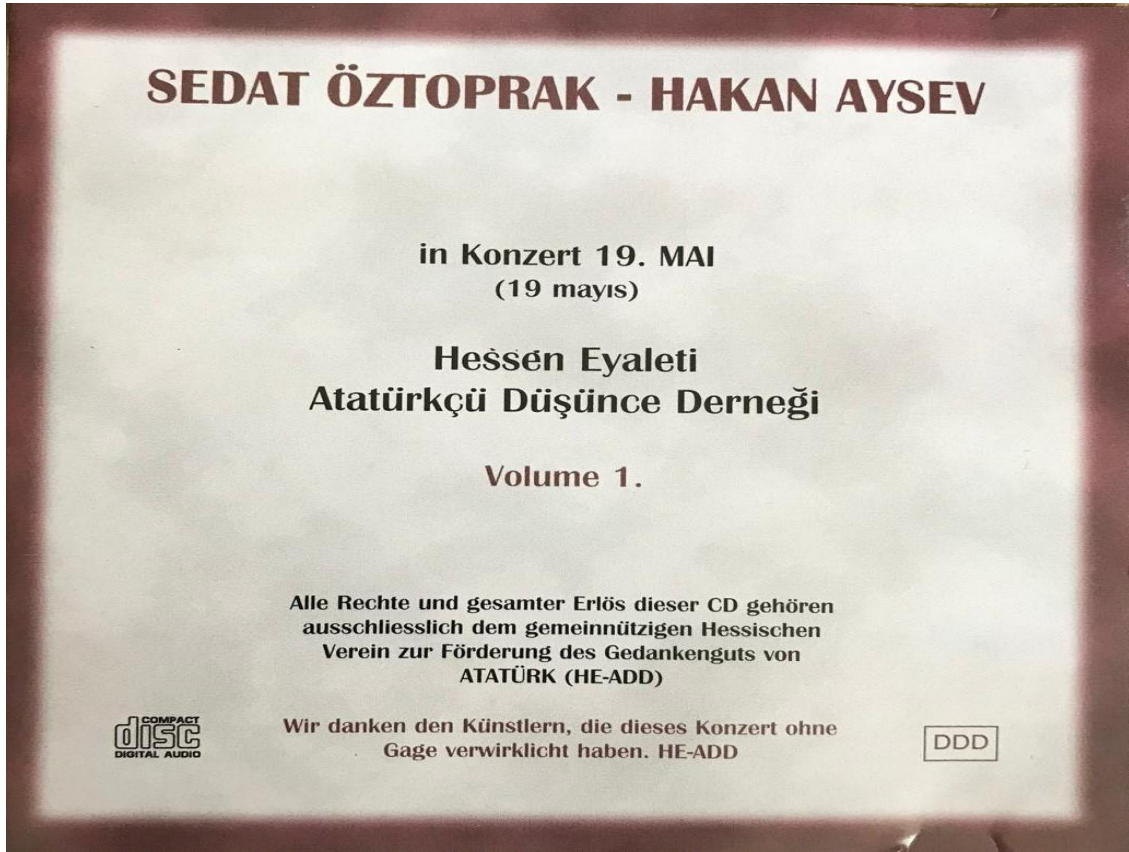 SEDAT ÖZTOPRAK - HAKAN AYSEV
in Konzert 19. MAI
(19 mayıs)
Hessen Eyaleti
Atatürkçü Düşünce Derneği
Volume 1.
Alle Rechte und gesamter Erlös dieser CD gehören
ausschliesslich dem gemeinnützigen Hessischen
Verein zur Förderung des Gedankenguts von
ATATÜRK (HE-ADD)
COMPACT
disc
DIGITAL AUDIO
Wir danken den Künstlern, die dieses Konzert ohne
Gage verwirklicht haben. HE-ADD
DDD